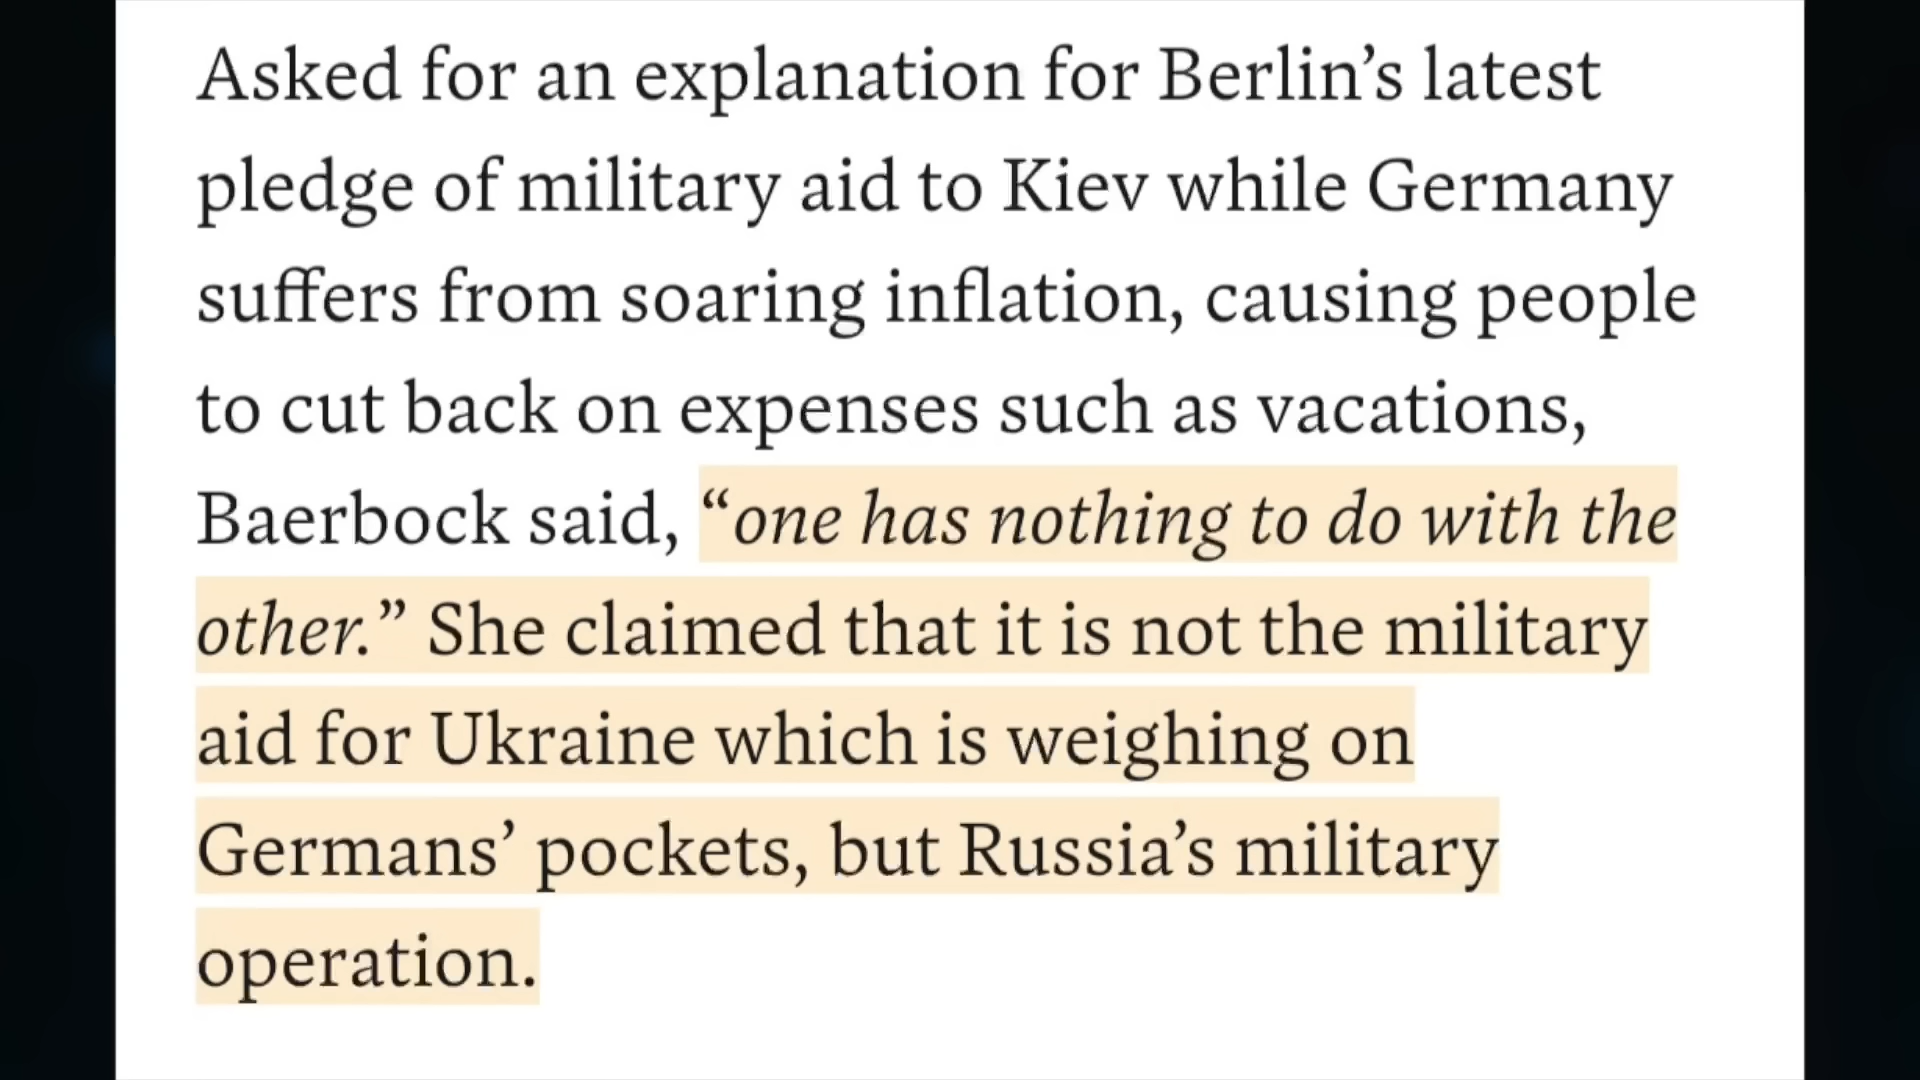 Asked for an explanation for Berlin’s latest
pledge of military aid to Kiev while Germany
suffers from soaring inflation, causing people
to cut back on expenses such as vacations,
Baerbock said, “one has nothing to do with the
other.” She claimed that it is not the military
aid for Ukraine which is weighing on
Germans’ pockets, but Russia’s military
operation.